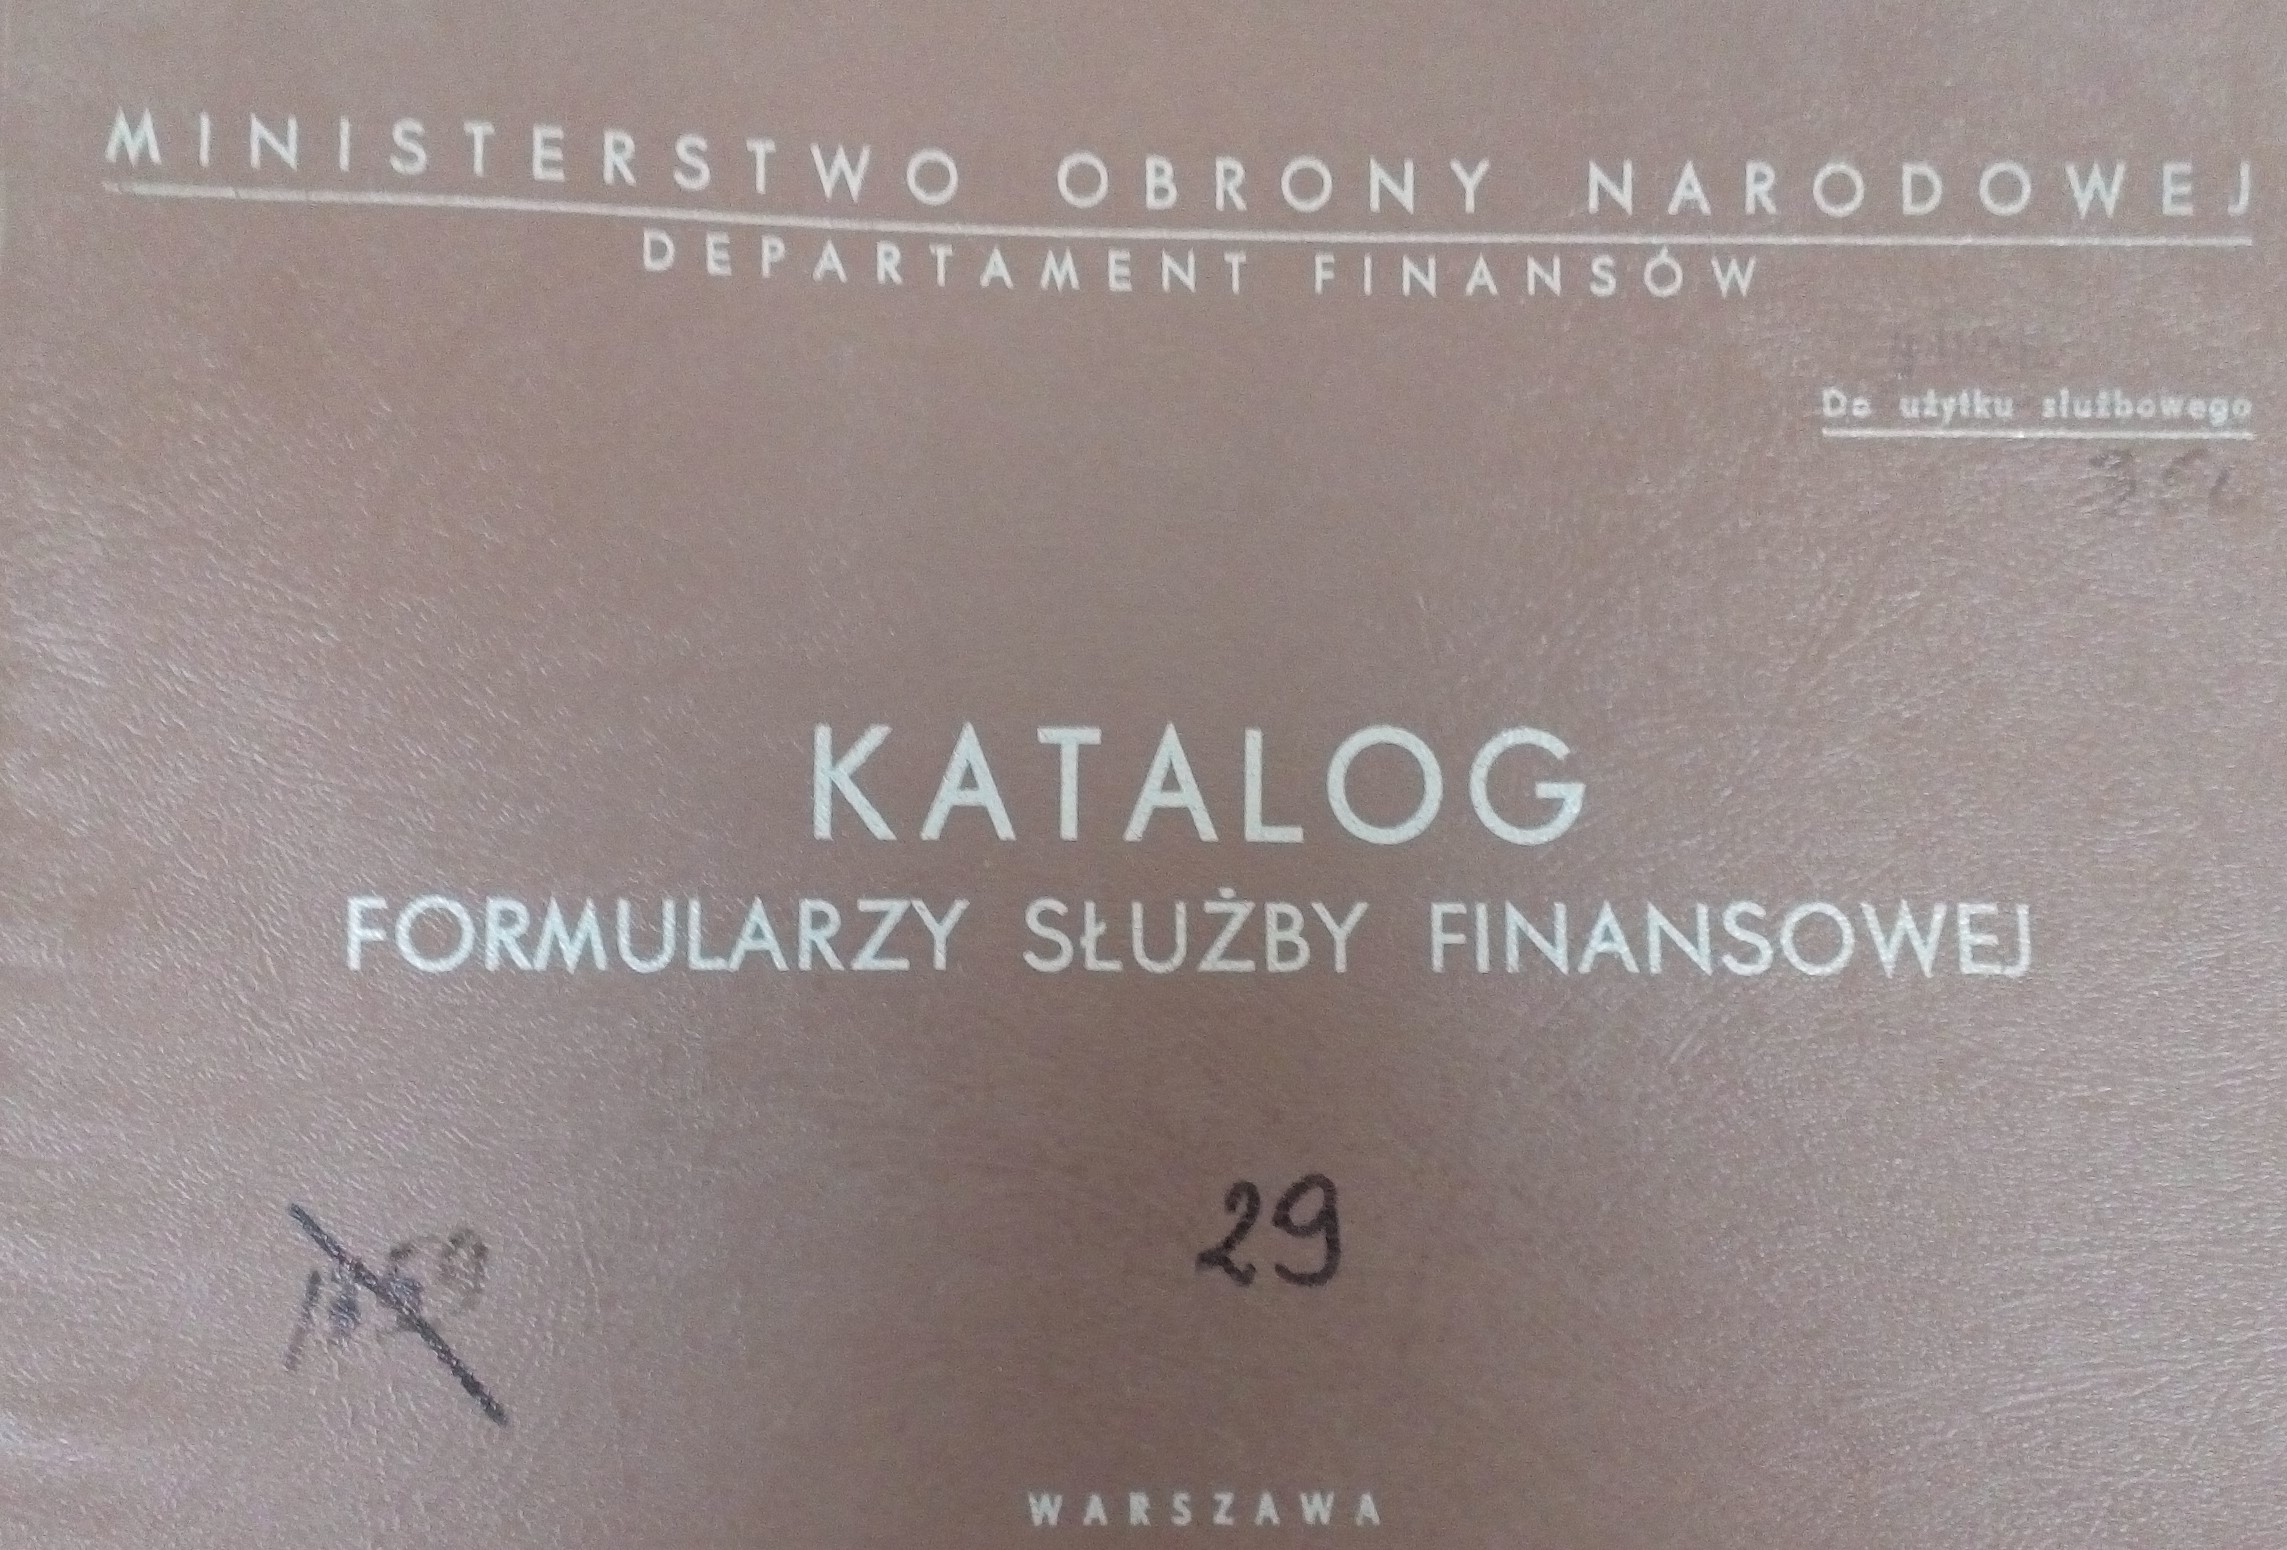 MINISTERSTWO OBRONY NARODOWEJ
DEPARTAMENT FINANSÓW
Do użytku służbowego
KATALOG
FORMULARZY SŁUŻBY FINANSOWEJ
29
WARSZAWA